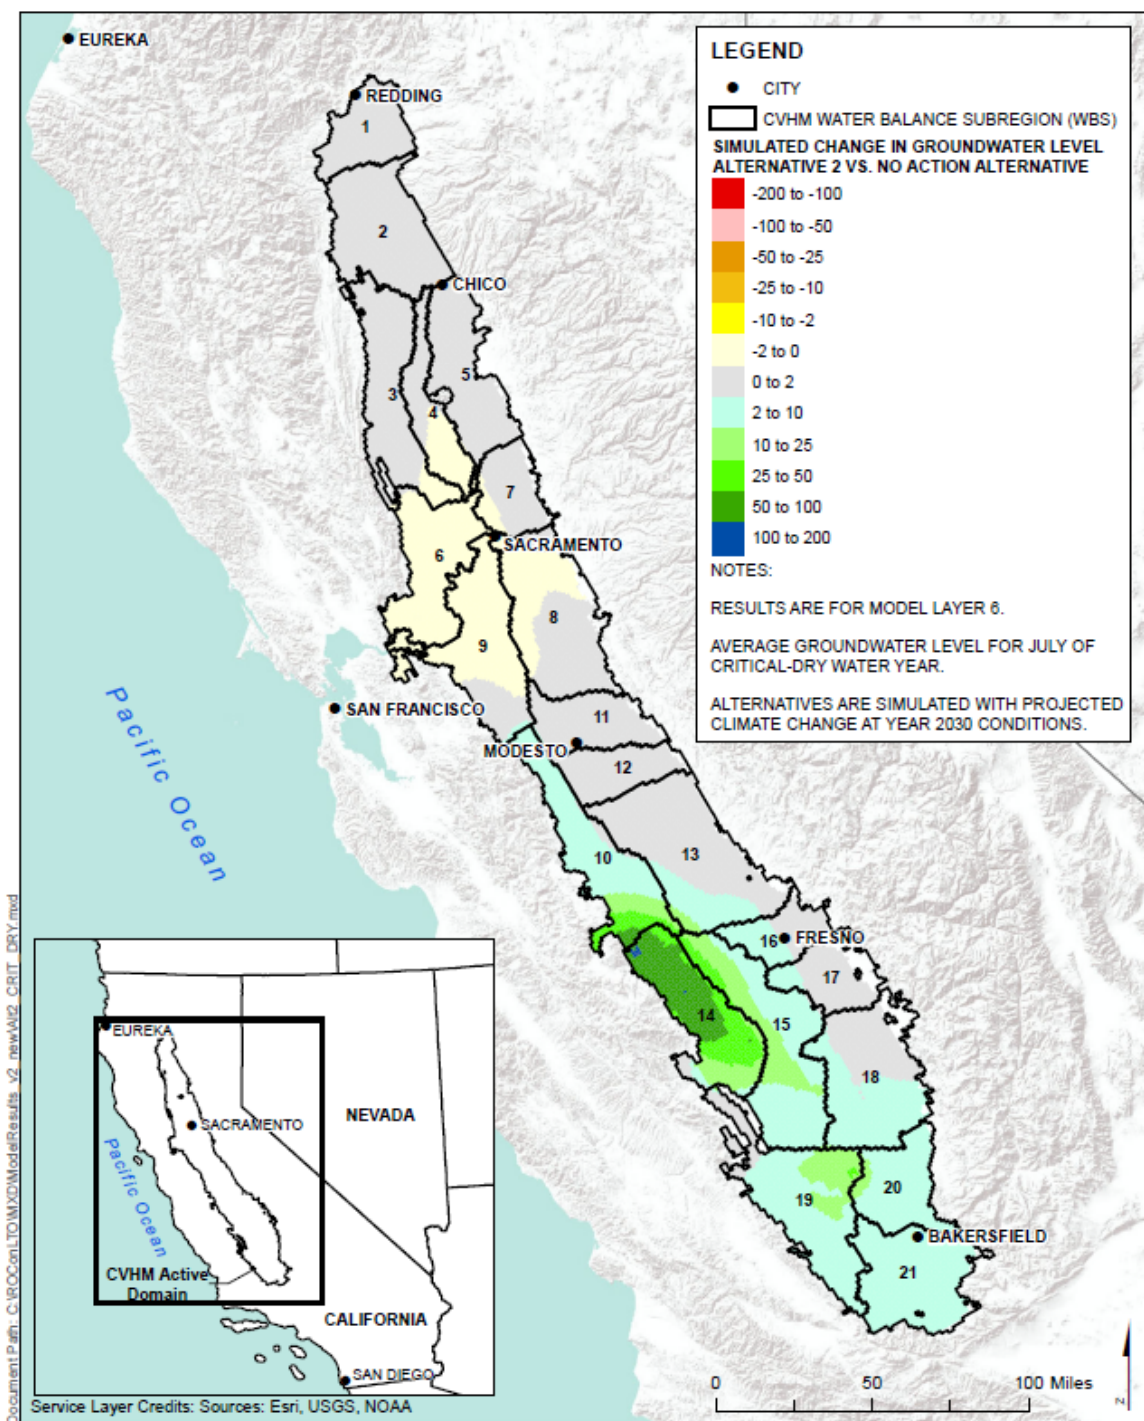 EUREKA
REDDING
1
2
CHICO
3
4
5
7
SACRAMENTO
6
8
9
SAN FRANCISCO
11
MODESTO
12
10
13
16
FRESNO
17
14
15
18
19
20
BAKERSFIELD
21
Pacific Ocean
LEGEND
CITY
CVHM WATER BALANCE SUBREGION (WBS)
SIMULATED CHANGE IN GROUNDWATER LEVEL
ALTERNATIVE 2 VS. NO ACTION ALTERNATIVE
-200 to -100
-100 to -50
-50 to -25
-25 to -10
-10 to -2
-2 to 0
0 to 2
2 to 10
10 to 25
25 to 50
50 to 100
100 to 200
NOTES:
RESULTS ARE FOR MODEL LAYER 6.
AVERAGE GROUNDWATER LEVEL FOR JULY OF
CRITICAL-DRY WATER YEAR.
ALTERNATIVES ARE SIMULATED WITH PROJECTED
CLIMATE CHANGE AT YEAR 2030 CONDITIONS.
EUREKA
SACRAMENTO
NEVADA
Pacific Ocean
CVHM Active
Domain
CALIFORNIA
SAN DIEGO
Service Layer Credits: Sources: Esri, USGS, NOAA
0 50 100 Miles
Z